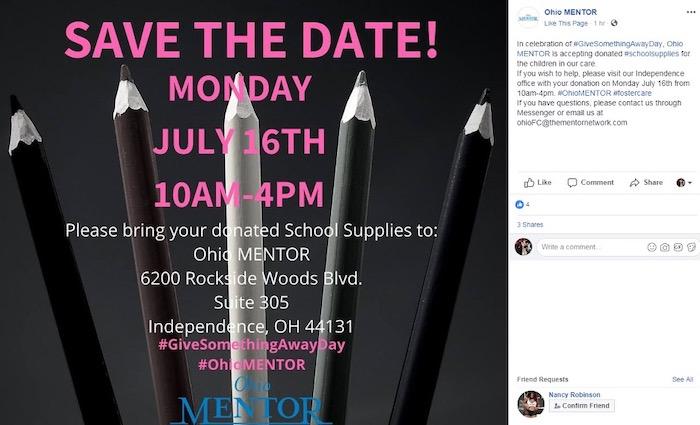 SAVE THE DATE!
MONDAY
JULY 16TH
10AM-4PM
Please bring your donated School Supplies to:
Ohio MENTOR
6200 Rockside Woods Blvd.
Suite 305
Independence, OH 44131
#GiveSomethingAwayDay
#OhioMENTOR
Ohio
MENTOR
MENTOR
Ohio MENTOR
Like This Page · 1 hr ·
In celebration of #GiveSomethingAwayDay, Ohio
MENTOR is accepting donated #schoolsupplies for
the children in our care.
If you wish to help, please visit our Independence
office with your donation on Monday July 16th from
10am-4pm. #OhioMENTOR #fostercare
If you have questions, please contact us through
Messenger or email us at
ohioFC@thementornetwork.com
Like Comment Share
4
3 Shares
Write a comment...
Friend Requests See All
Nancy Robinson
Confirm Friend